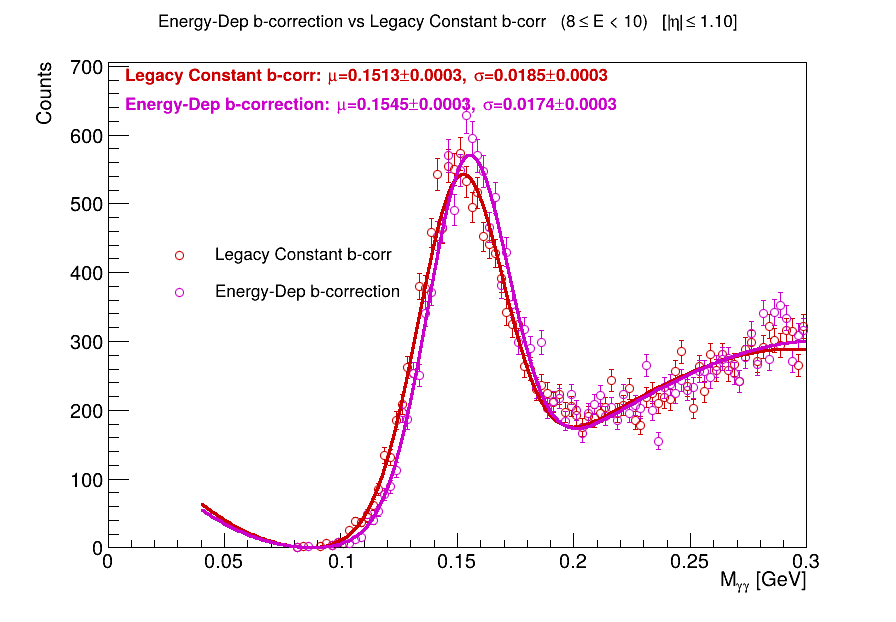 Energy-Dep b-correction vs Legacy Constant b-corr (8 ≤ E < 10) [|η| ≤ 1.10]
Counts
700
600
500
400
300
200
100
0
Legacy Constant b-corr: μ=0.1513±0.0003, σ=0.0185±0.0003
Energy-Dep b-correction: μ=0.1545±0.0003, σ=0.0174±0.0003
Legacy Constant b-corr
Energy-Dep b-correction
0 0.05 0.1 0.15 0.2 0.25 0.3
Mγγ [GeV]